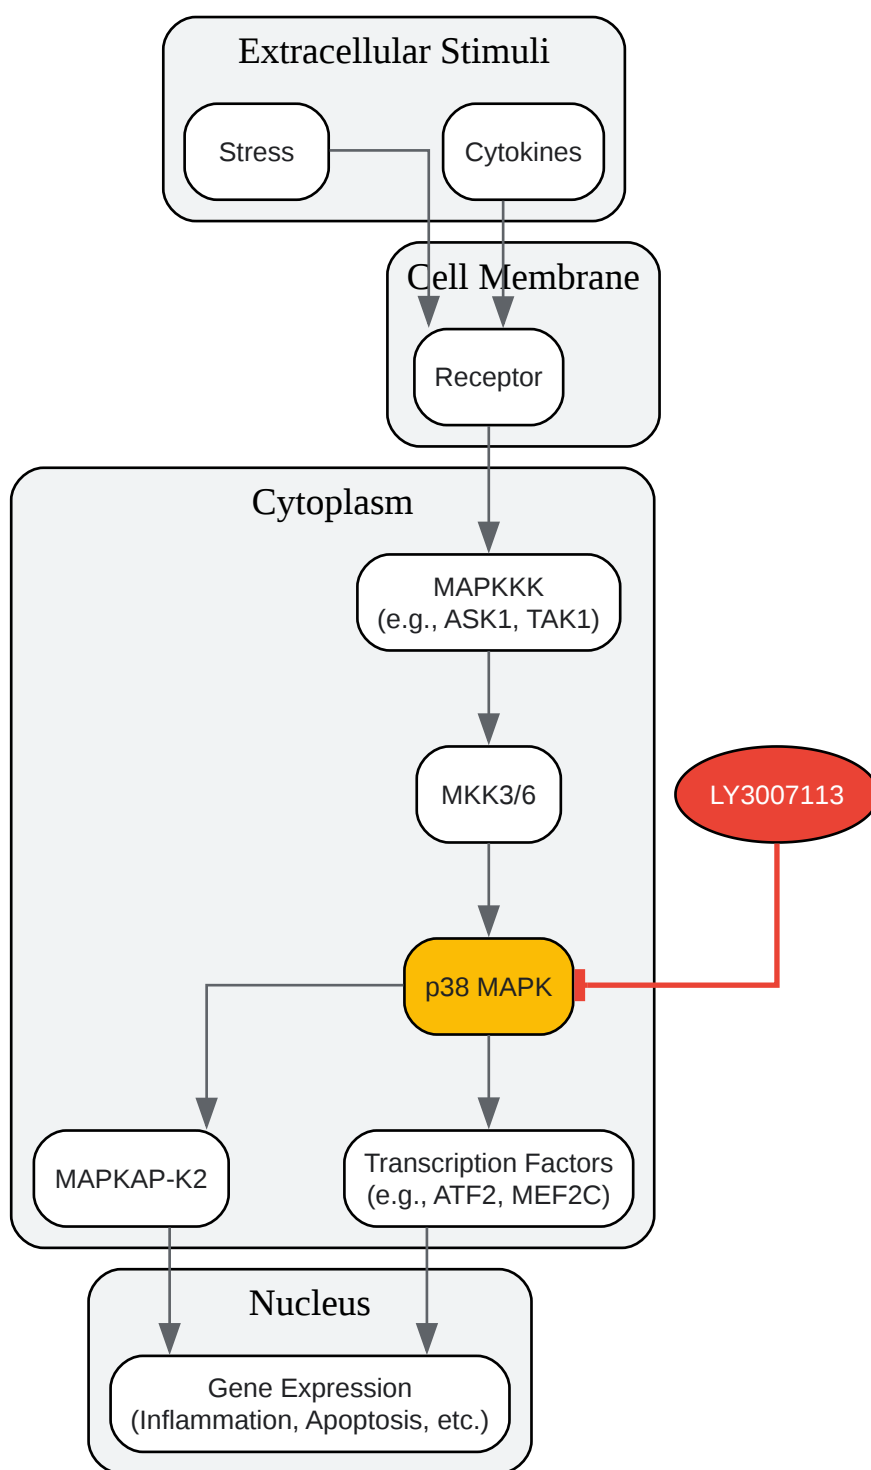 Extracellular Stimuli
Stress
Cytokines
Cell Membrane
Receptor
Cytoplasm
MAPKKK
(e.g., ASK1, TAK1)
MKK3/6
LY3007113
p38 MAPK
MAPKAP-K2
Transcription Factors
(e.g., ATF2, MEF2C)
Nucleus
Gene Expression
(Inflammation, Apoptosis, etc.)